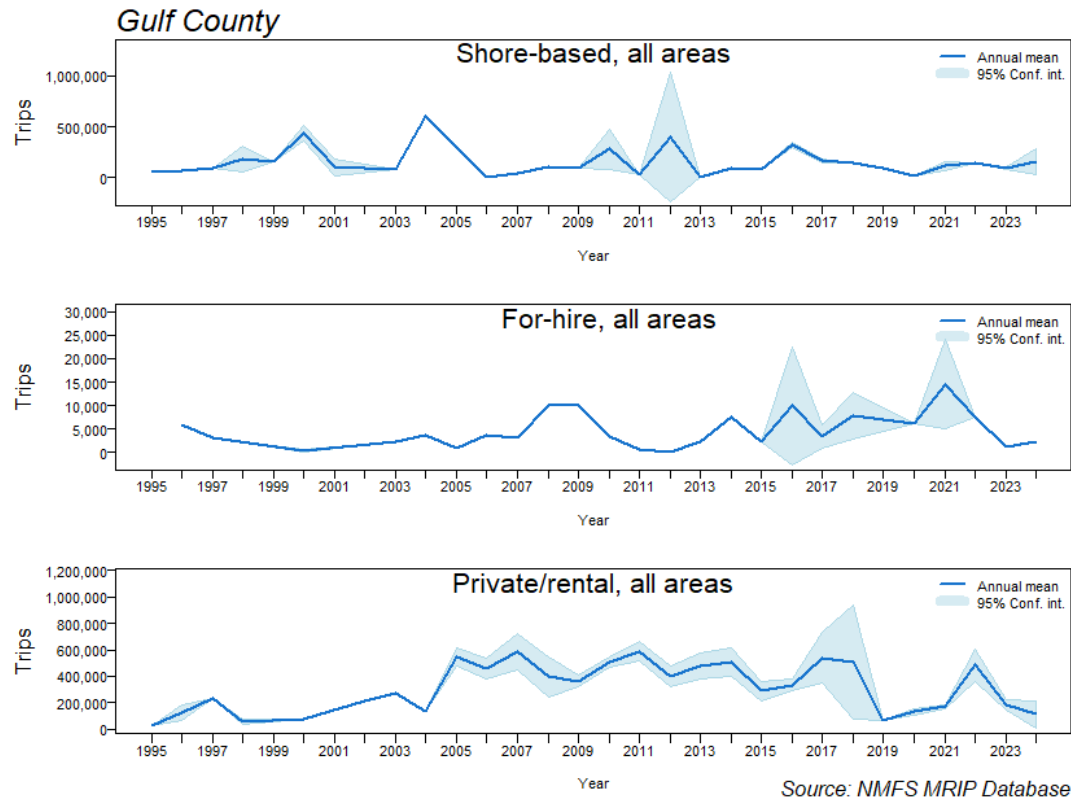 Gulf County
Shore-based, all areas
Annual mean
95% Conf. int.
Trips
1,000,000
500,000
0
1995 1997 1999 2001 2003 2005 2007 2009 2011 2013 2015 2017 2019 2021 2023
Year
For-hire, all areas
Annual mean
95% Conf. int.
Trips
30,000
25,000
20,000
15,000
10,000
5,000
0
1995 1997 1999 2001 2003 2005 2007 2009 2011 2013 2015 2017 2019 2021 2023
Year
Private/rental, all areas
Annual mean
95% Conf. int.
Trips
1,200,000
1,000,000
800,000
600,000
400,000
200,000
0
1995 1997 1999 2001 2003 2005 2007 2009 2011 2013 2015 2017 2019 2021 2023
Year
Source: NMFS MRIP Database